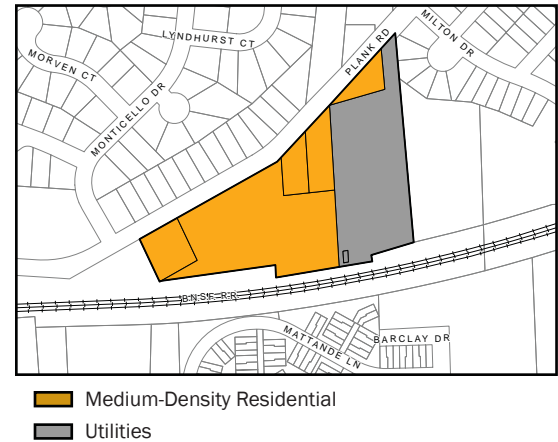 LYNDHURST CT
MILTON DR
PLANK RD
MORVEN CT
MONTICELLO DR
B.N.S.F. R.R.
MATTANDE LN
BARCLAY DR
Medium-Density Residential
Utilities